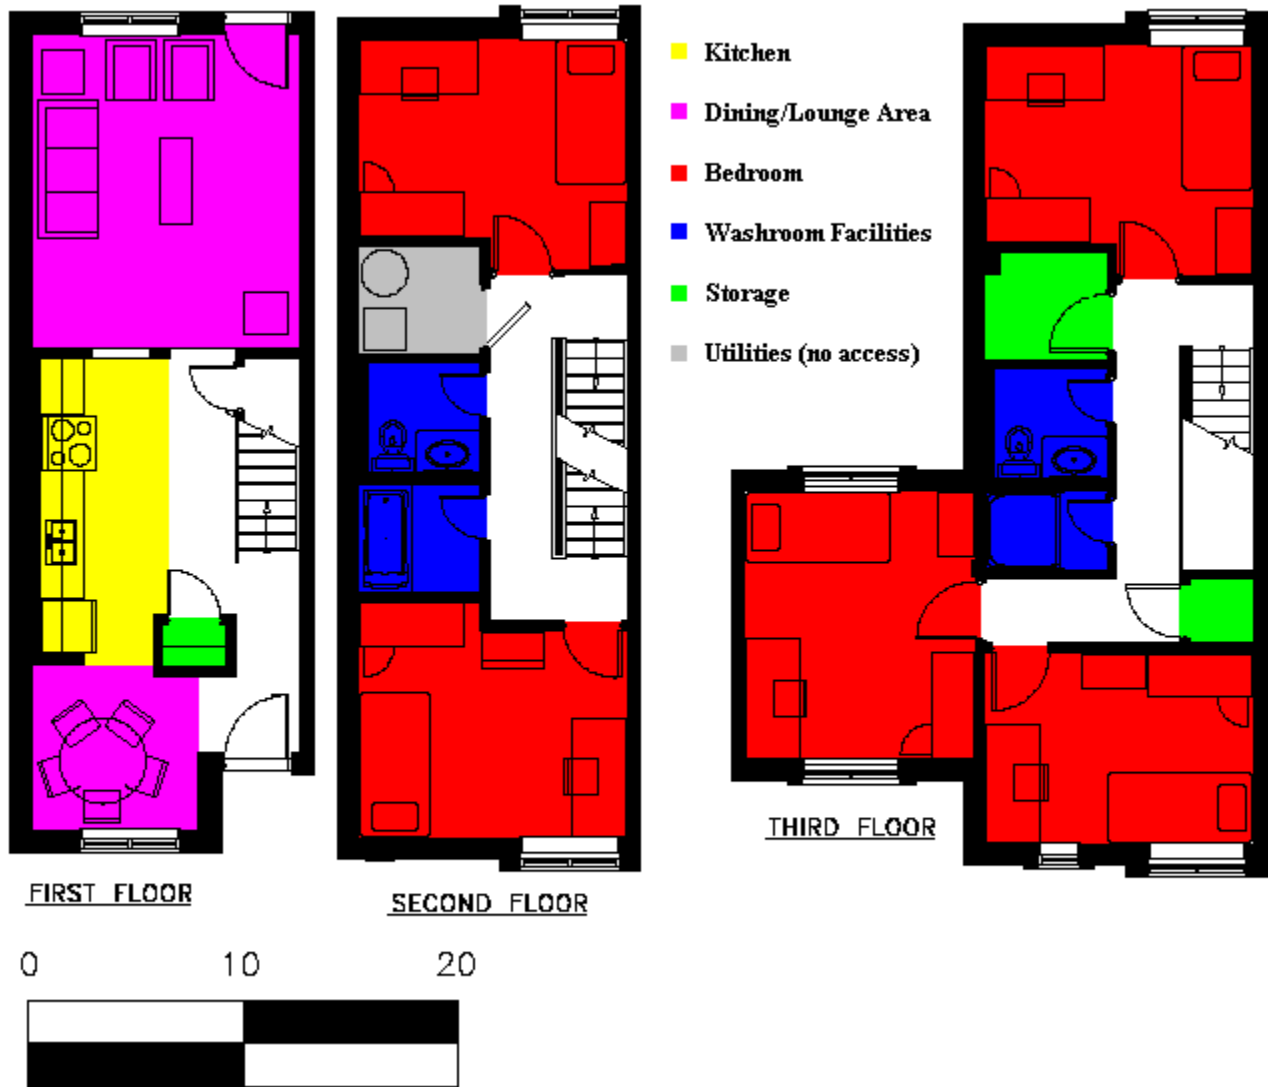 Kitchen
Dining/Lounge Area
Bedroom
Washroom Facilities
Storage
Utilities (no access)
THIRD FLOOR
FIRST FLOOR
SECOND FLOOR
0 10 20